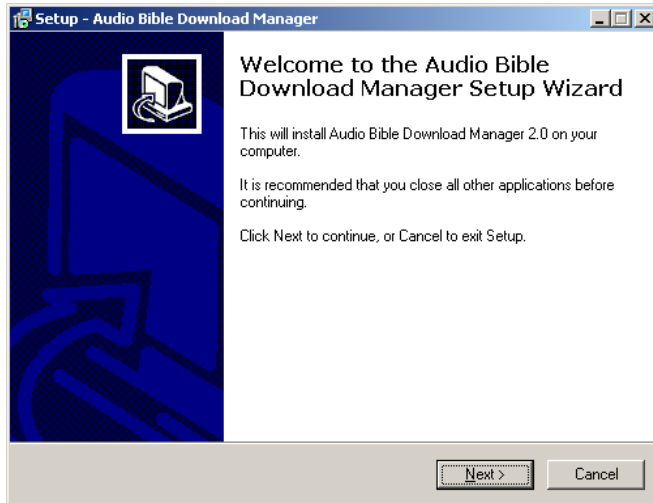 Setup - Audio Bible Download Manager
Welcome to the Audio Bible
Download Manager Setup Wizard
This will install Audio Bible Download Manager 2.0 on your
computer.
It is recommended that you close all other applications before
continuing.
Click Next to continue, or Cancel to exit Setup.
Next >
Cancel